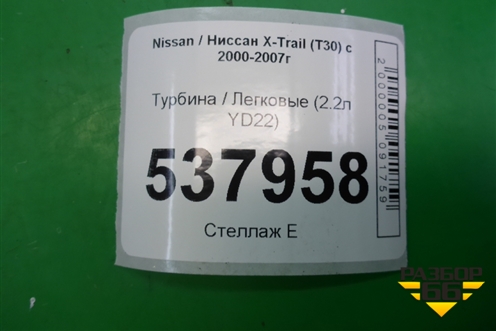 Nissan / Ниссан X-Trail (T30) с
2000-2007г
Турбина / Легковые (2.2л
YD22)
537958
Стеллаж Е
2000005091759
РАЗБОР
66